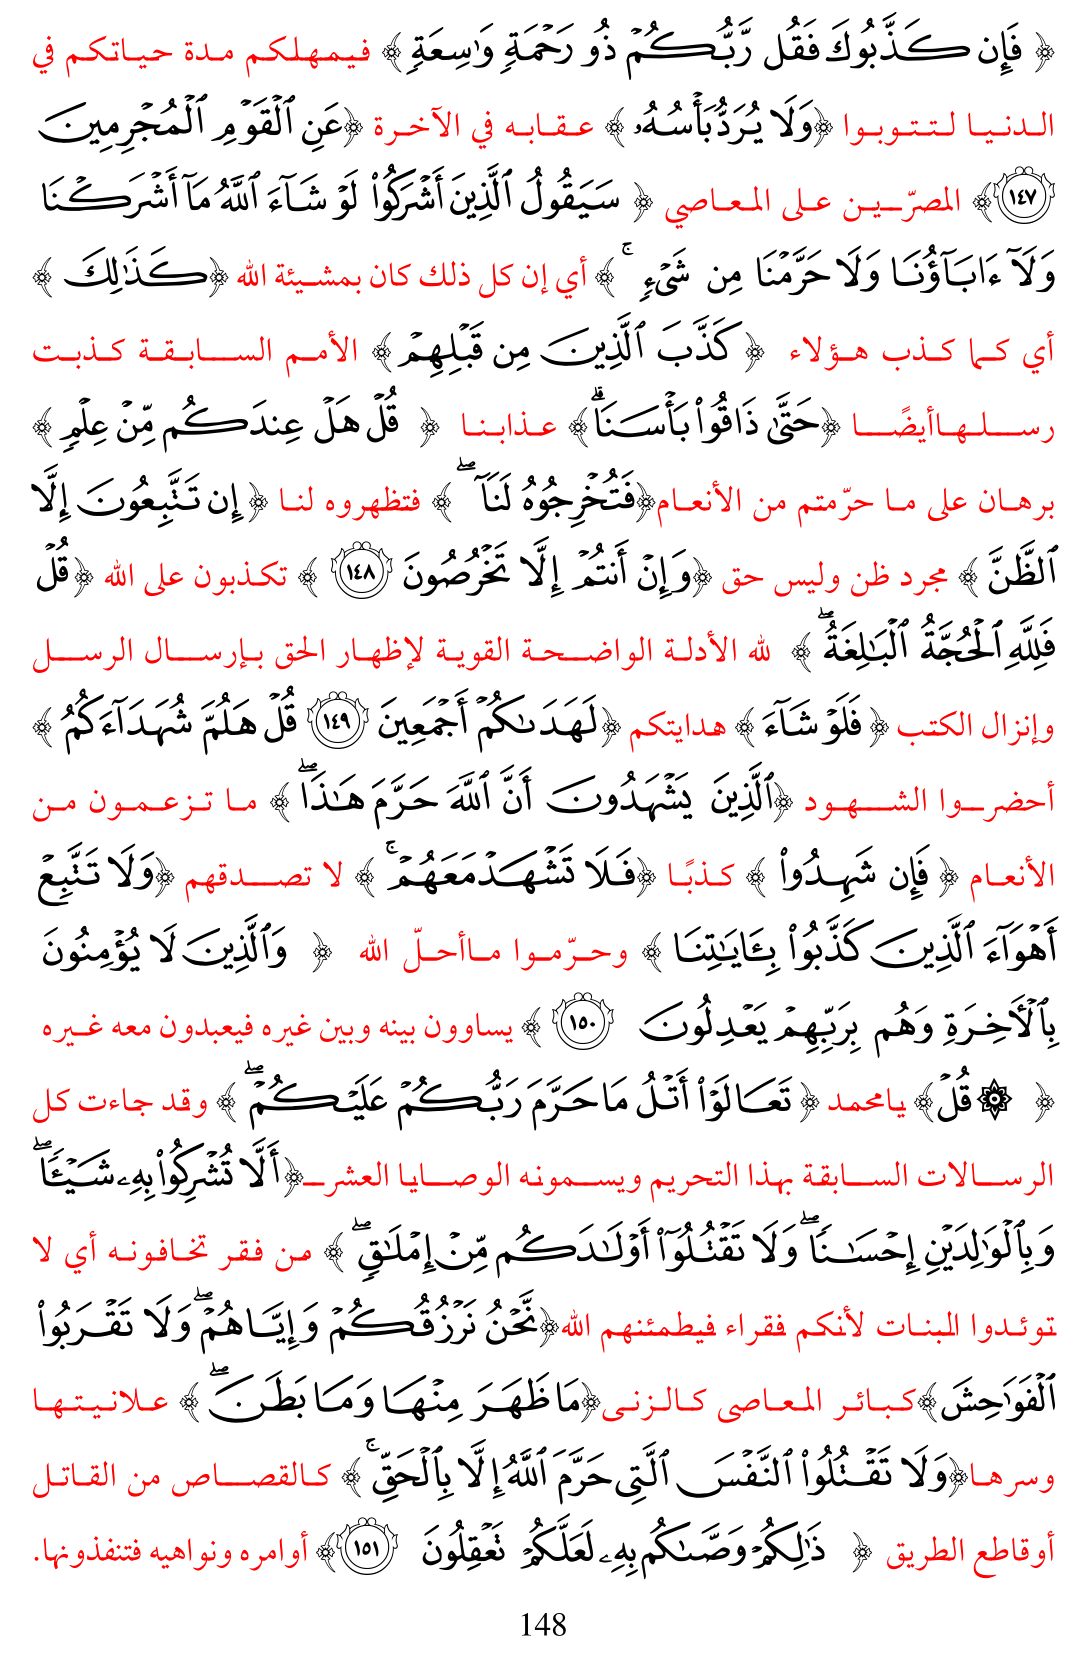 ﴿ فَإِن كَذَّبُوكَ فَقُل رَّبُّكُمۡ ذُو رَحۡمَةٖ وَٰسِعَةٖ ﴾ فيمهلكم مدة حياتكم في
الدنيا لتتوبوا ﴿وَلَا يُرَدُّ بَأۡسُهُۥ ﴾ عقابه في الآخرة ﴿عَنِ ٱلۡقَوۡمِ ٱلۡمُجۡرِمِينَ
١٤٧﴾ المصرّين على المعاصي ﴿ سَيَقُولُ ٱلَّذِينَ أَشۡرَكُواْ لَوۡ شَآءَ ٱللَّهُ مَآ أَشۡرَكۡنَا
وَلَآ ءَابَآؤُنَا وَلَا حَرَّمۡنَا مِن شَيۡءٖۚ ﴾ أي إن كل ذلك كان بمشيئة الله ﴿كَذَٰلِكَ ﴾
أي كما كذب هؤلاء ﴿كَذَّبَ ٱلَّذِينَ مِن قَبۡلِهِمۡ ﴾ الأمم السابقة كذبت
رسلهاأيضًا ﴿حَتَّىٰ ذَاقُواْ بَأۡسَنَاۗ﴾ عذابنا ﴿ قُلۡ هَلۡ عِندَكُم مِّنۡ عِلۡمٖ ﴾
برهان على ما حرّمتم من الأنعام﴿فَتُخۡرِجُوهُ لَنَآۖ ﴾ فتظهروه لنا ﴿ إِن تَتَّبِعُونَ إِلَّا
ٱلظَّنَّ ﴾ مجرد ظن وليس حق ﴿وَإِنۡ أَنتُمۡ إِلَّا تَخۡرُصُونَ ١٤٨ ﴾ تكذبون على الله ﴿قُلۡ
فَلِلَّهِ ٱلۡحُجَّةُ ٱلۡبَٰلِغَةُۖ ﴾ لله الأدلة الواضحة القوية لإظهار الحق بإرسال الرسل
وإنزال الكتب ﴿ فَلَوۡ شَآءَ ﴾ هدايتكم ﴿لَهَدَىٰكُمۡ أَجۡمَعِينَ ١٤٩ قُلۡ هَلُمَّ شُهَدَآءَكُمُ ﴾
أحضروا الشهود ﴿ٱلَّذِينَ يَشۡهَدُونَ أَنَّ ٱللَّهَ حَرَّمَ هَٰذَاۖ ﴾ ما تزعمون من
الأنعام ﴿ فَإِن شَهِدُواْ ﴾ كذبًا ﴿فَلَا تَشۡهَدۡ مَعَهُمۡۚ ﴾ لا تصدقهم ﴿وَلَا تَتَّبِعۡ
أَهۡوَآءَ ٱلَّذِينَ كَذَّبُواْ بِـَٔايَٰتِنَا ﴾ وحرّموا ماأحلّ الله ﴿ وَٱلَّذِينَ لَا يُؤۡمِنُونَ
بِٱلۡأٓخِرَةِ وَهُم بِرَبِّهِمۡ يَعۡدِلُونَ ١٥٠ ﴾ يساوون بينه وبين غيره فيعبدون معه غيره
﴿ ۞ قُلۡ﴾ يامحمد ﴿ تَعَالَوۡاْ أَتۡلُ مَا حَرَّمَ رَبُّكُمۡ عَلَيۡكُمۡۖ ﴾ وقد جاءت كل
الرسالات السابقة بهذا التحريم ويسمونه الوصايا العشر ـ﴿أَلَّا تُشۡرِكُواْ بِهِۦ شَيۡـٔٗاۖ
وَبِٱلۡوَٰلِدَيۡنِ إِحۡسَٰنٗاۖ وَلَا تَقۡتُلُوٓاْ أَوۡلَٰدَكُم مِّنۡ إِمۡلَٰقٖۖ ﴾ من فقر تخافونه أي لا
توئدوا البنات لأنكم فقراء فيطمئنهم الله﴿نَّحۡنُ نَرۡزُقُكُمۡ وَإِيَّاهُمۡۖ وَلَا تَقۡرَبُواْ
ٱلۡفَوَٰحِشَ﴾كبائر المعاصى كالزنى﴿مَا ظَهَرَ مِنۡهَا وَمَا بَطَنَۖ ﴾ علانيتها
وسرها﴿وَلَا تَقۡتُلُواْ ٱلنَّفۡسَ ٱلَّتِي حَرَّمَ ٱللَّهُ إِلَّا بِٱلۡحَقِّۚ ﴾ كالقصاص من القاتل
أوقاطع الطريق ﴿ ذَٰلِكُمۡ وَصَّىٰكُم بِهِۦ لَعَلَّكُمۡ تَعۡقِلُونَ ١٥١﴾ أوامره ونواهيه فتنفذونها.
148